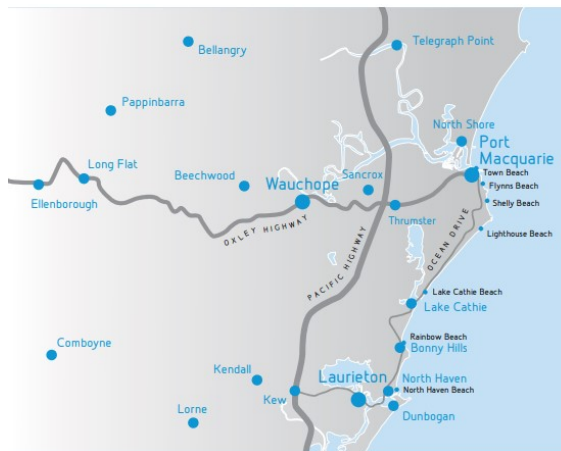 Telegraph Point
Bellangry
Pappinbarra
North Shore
Port
Macquarie
Long Flat
Town Beach
Beechwood
Sancrox
Wauchope
Flynns Beach
Ellenborough
Shelly Beach
Thrumster
OXLEY HIGHWAY
Lighthouse Beach
OCEAN DRIVE
PACIFIC HIGHWAY
Lake Cathie Beach
Lake Cathie
Rainbow Beach
Bonny Hills
Comboyne
Kendall
Laurieton
North Haven
North Haven Beach
Kew
Lorne
Dunbogan